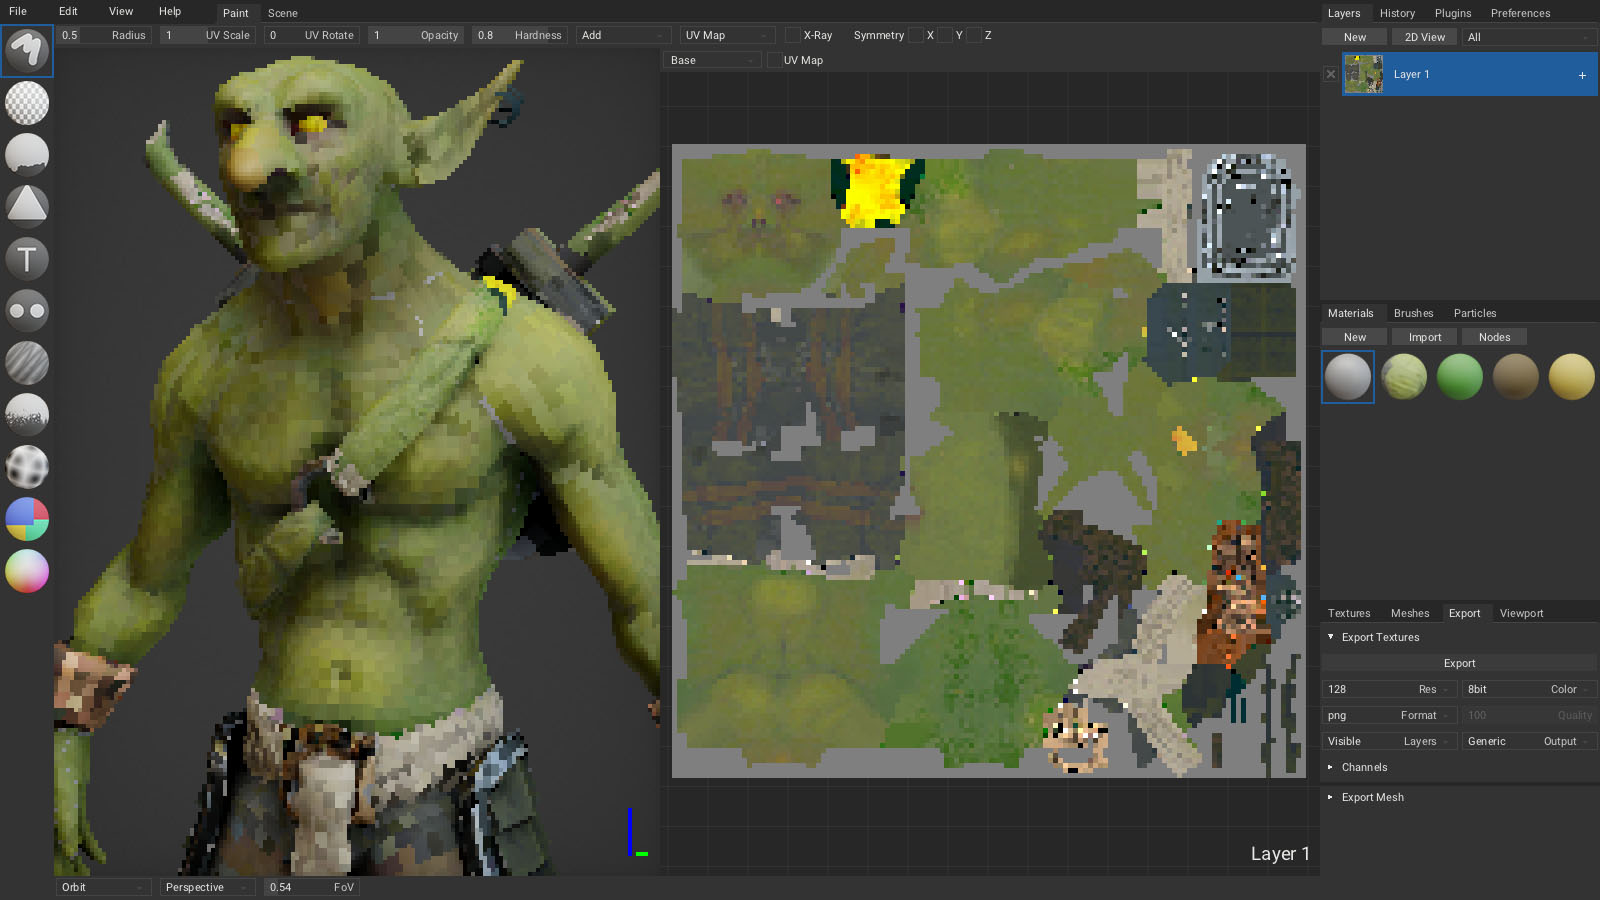 File Edit View Help Paint Scene
Layers History Plugins Preferences
0.5 Radius 1 UV Scale 0 UV Rotate 1 Opacity 0.8 Hardness Add UV Map X-Ray Symmetry X Y Z
New 2D View All
Base UV Map
Layer 1 +
T
Materials Brushes Particles
New Import Nodes
Textures Meshes Export Viewport
Export Textures
Export
128 Res 8bit Color
png Format 100 Quality
Visible Layers Generic Output
Channels
Export Mesh
Layer 1
Orbit Perspective 0.54 FoV